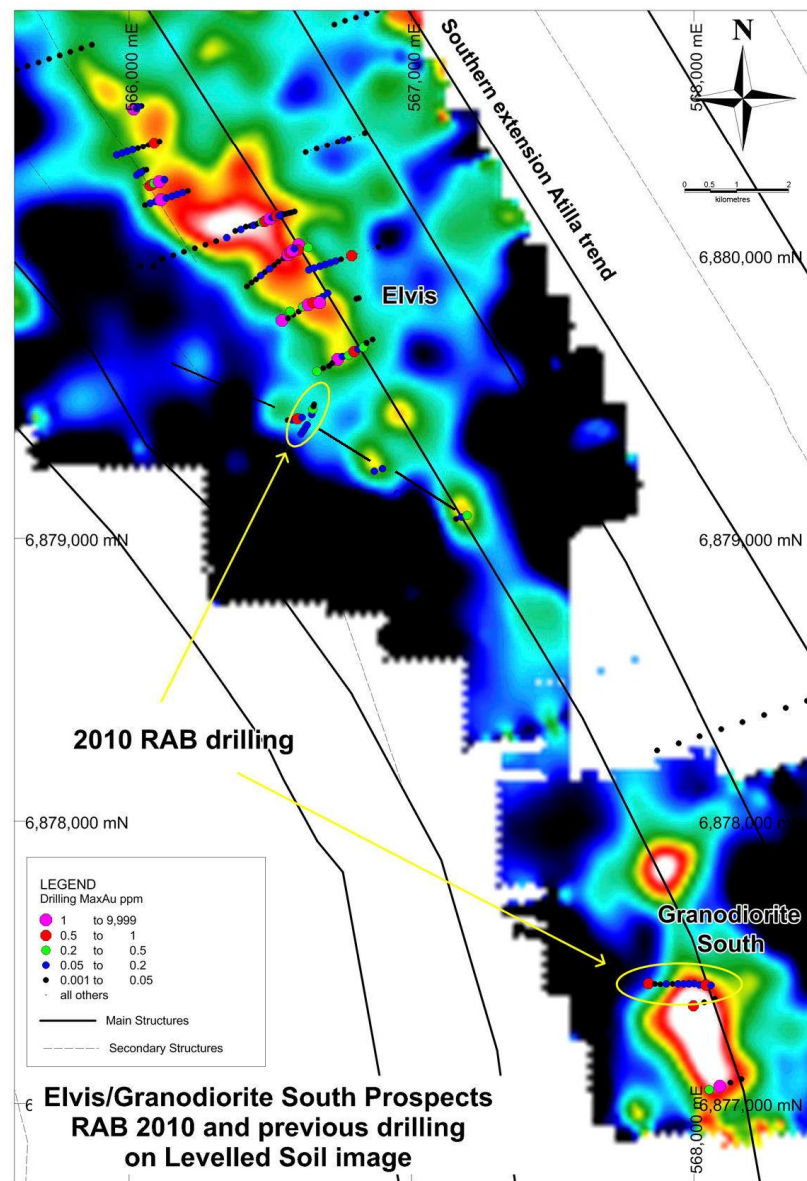 566,000 mE
567,000 mE
568,000 mE
N
Southern extension Atilla trend
0 0.5 1 2
kilometres
6,880,000 mN
Elvis
6,879,000 mN
6,879,000 mN
2010 RAB drilling
6,878,000 mN
6,878,000 mN
Granodiorite
South
LEGEND
Drilling MaxAu ppm
1 to 9,999
0.5 to 1
0.2 to 0.5
0.05 to 0.2
0.001 to 0.05
all others
Main Structures
Secondary Structures
6,877,000 mN
568,000 mE
Elvis/Granodiorite South Prospects
RAB 2010 and previous drilling
on Levelled Soil image